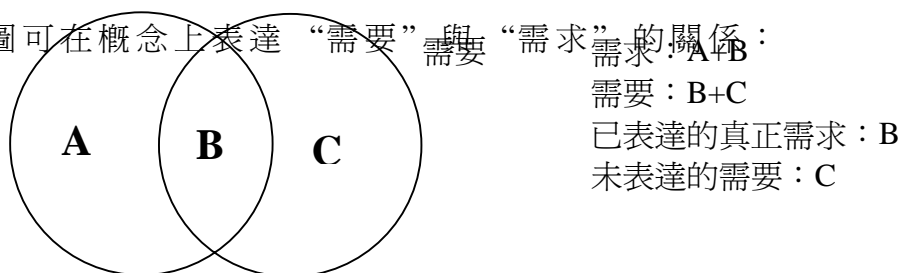 圖可在概念上表達 “需要” 與 “需求” 的關係：
需要
需求：A+B
需要：B+C
已表達的真正需求：B
未表達的需要：C
A
B
C